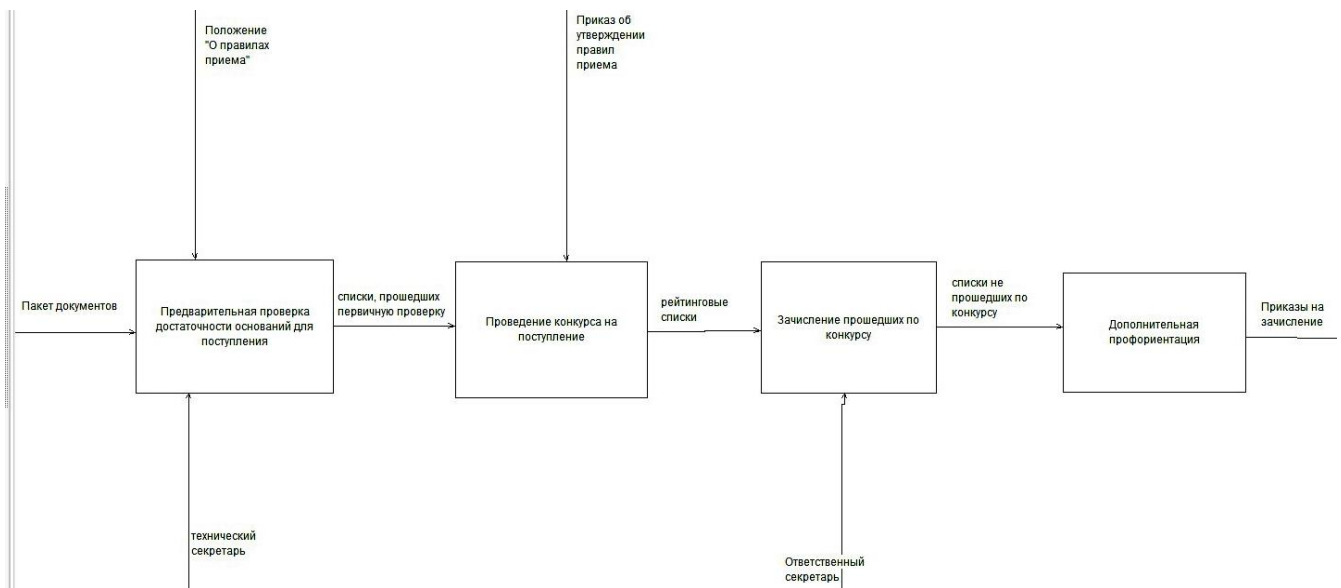 Положение
"О правилах
приема"
Приказ об
утверждении
правил
приема
Пакет документов
Предварительная проверка
достаточности оснований для
поступления
списки, прошедших
первичную проверку
Проведение конкурса на
поступление
рейтинговые
списки
Зачисление прошедших по
конкурсу
списки не
прошедших по
конкурсу
Дополнительная
профориентация
Приказы на
зачисление
технический
секретарь
Ответственный
секретарь